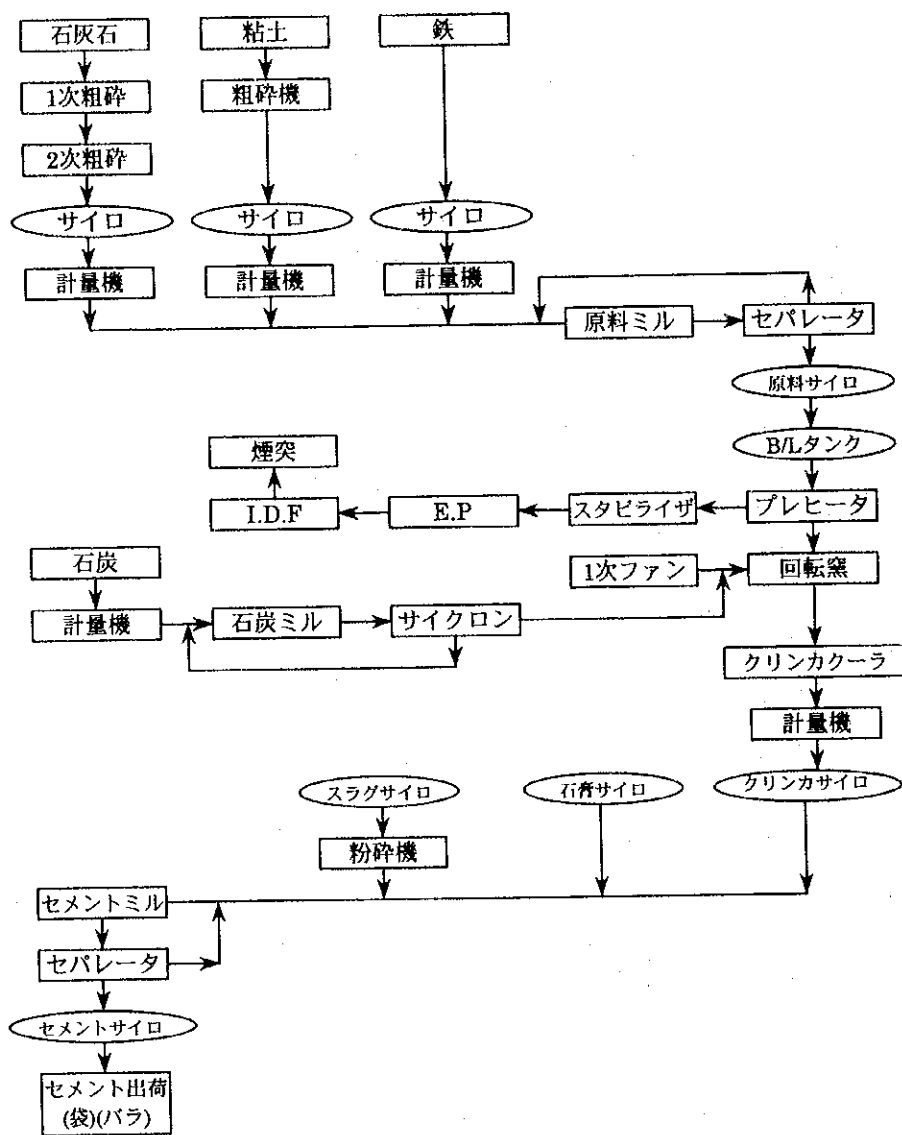 石灰石
粘土
鉄
1次粗砕
粗砕機
2次粗砕
サイロ
サイロ
サイロ
計量機
計量機
計量機
原料ミル
セパレータ
原料サイロ
B/Lタンク
煙突
I.D.F
E.P
スタビライザ
プレヒータ
石炭
1次ファン
回転窯
計量機
石炭ミル
サイクロン
クリンカクーラ
計量機
スラグサイロ
石膏サイロ
クリンカサイロ
粉砕機
セメントミル
セパレータ
セメントサイロ
セメント出荷
(袋)(バラ)